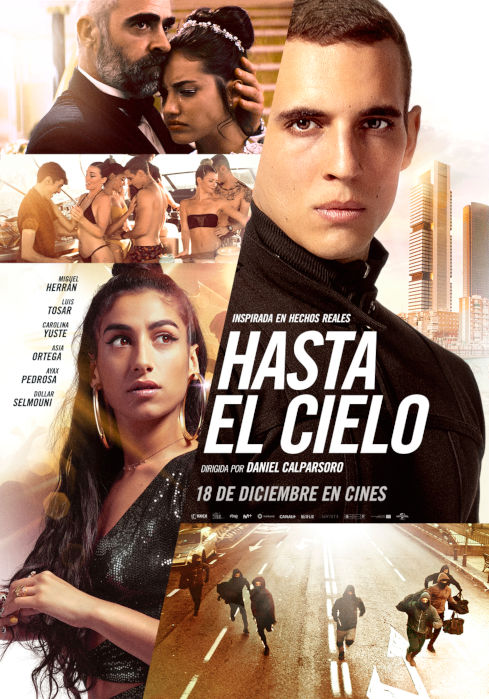 MIGUEL
HERRÁN
LUIS
TOSAR
CAROLINA
YUSTE
ASIA
ORTEGA
AYAX
PEDROSA
DOLLAR
SELMOUNI
INSPIRADA EN HECHOS REALES
HASTA
EL CIELO
DIRIGIDA POR DANIEL CALPARSORO
18 DE DICIEMBRE EN CINES